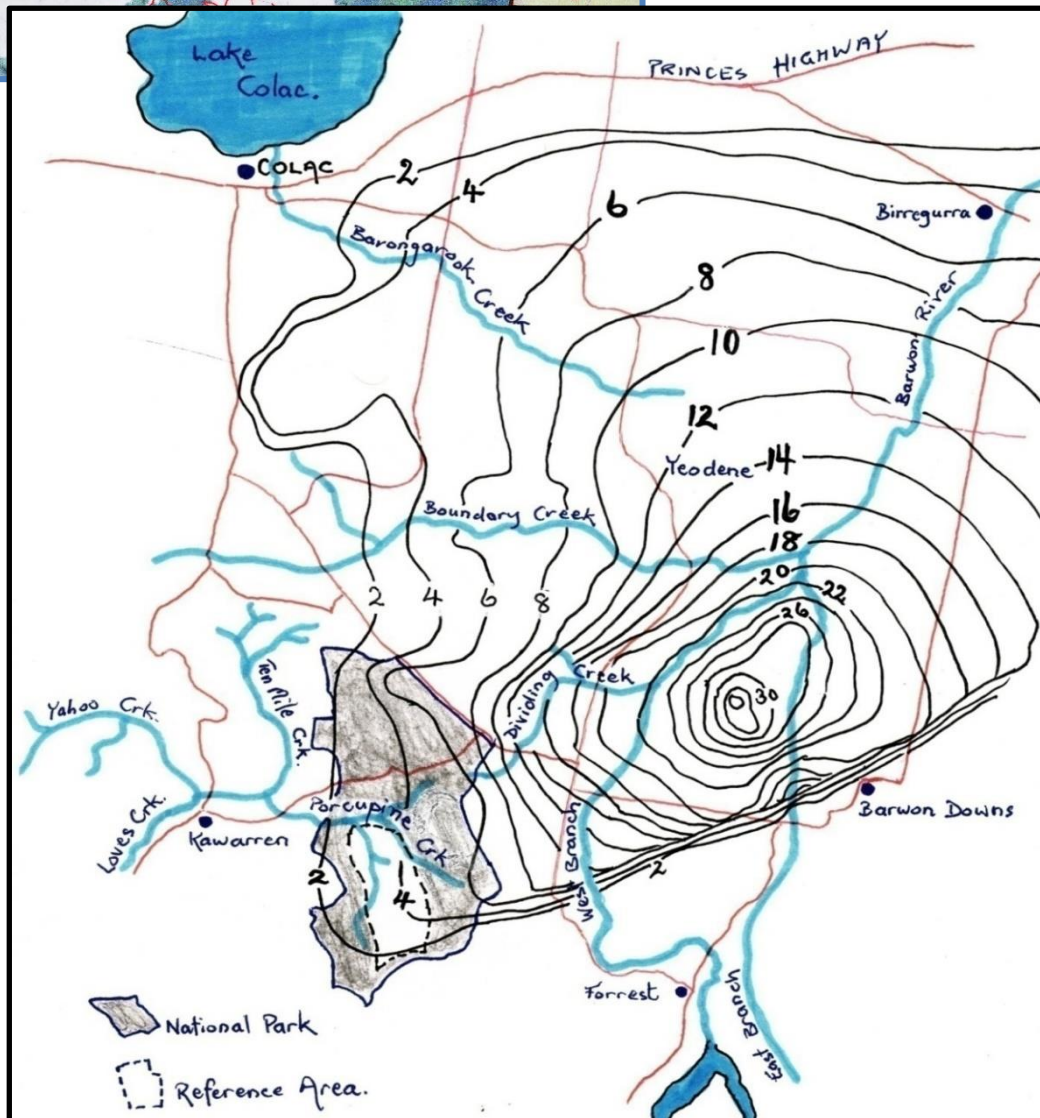 Lake
Colac.
PRINCES HIGHWAY
COLAC
2
4
6
Birregurra
Barongarook
Creek
8
Barwon River
10
12
Yeodene
14
16
Boundary Creek
18
20
22
2
4
6
8
26
Ten Mile Crk.
Dividing Creek
30
Yahoo Crk.
Porcupine
Crk
Loves Crk.
Kawarren
Barwon Downs
West Branch
2
2
4
Forrest
East Branch
National Park
Reference Area.